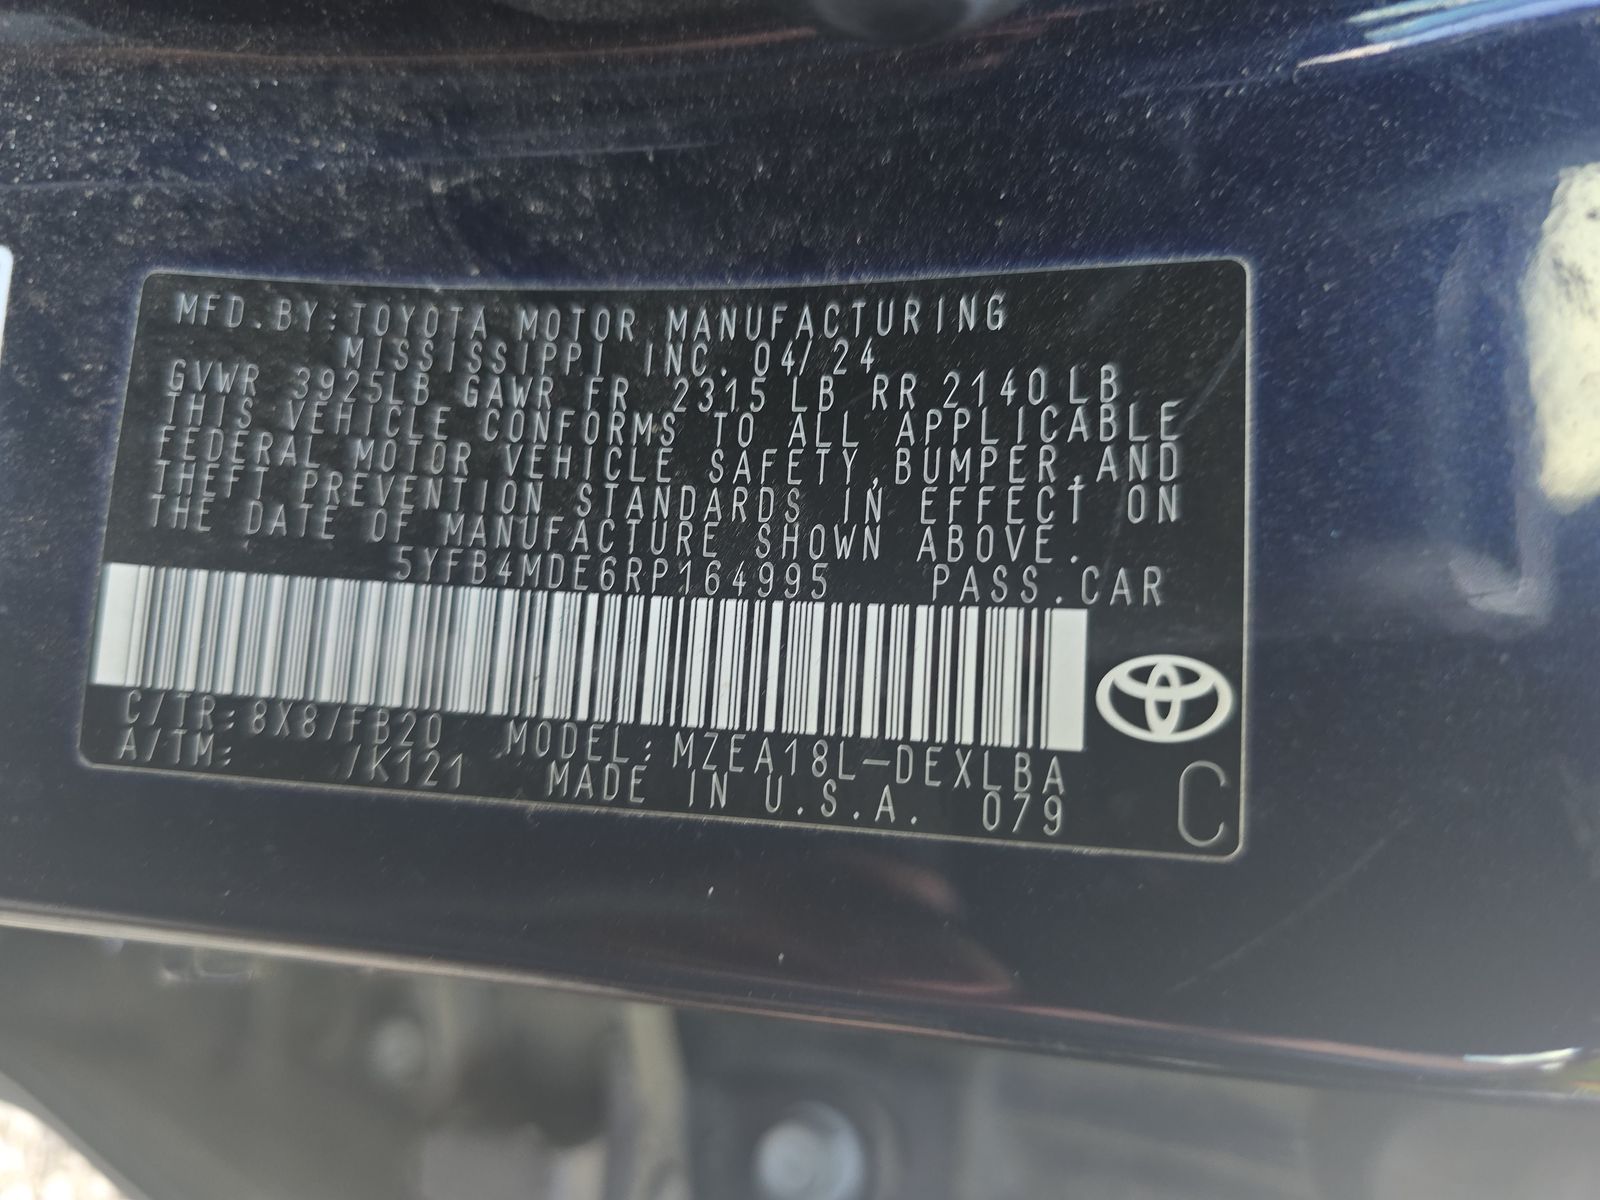 MFD.BY:TOYOTA MOTOR MANUFACTURING
MISSISSIPPI INC. 04/24
GVWR 3925LB GAWR FR 2315 LB RR 2140 LB
THIS VEHICLE CONFORMS TO ALL APPLICABLE
FEDERAL MOTOR VEHICLE SAFETY,BUMPER,AND
THEFT PREVENTION STANDARDS IN EFFECT ON
THE DATE OF MANUFACTURE SHOWN ABOVE.
5YFB4MDE6RP164995 PASS.CAR
C/TR:8X8/FB20 MODEL:MZEA18L-DEXLBA
A/TM: /K121 MADE IN U.S.A. 079 C